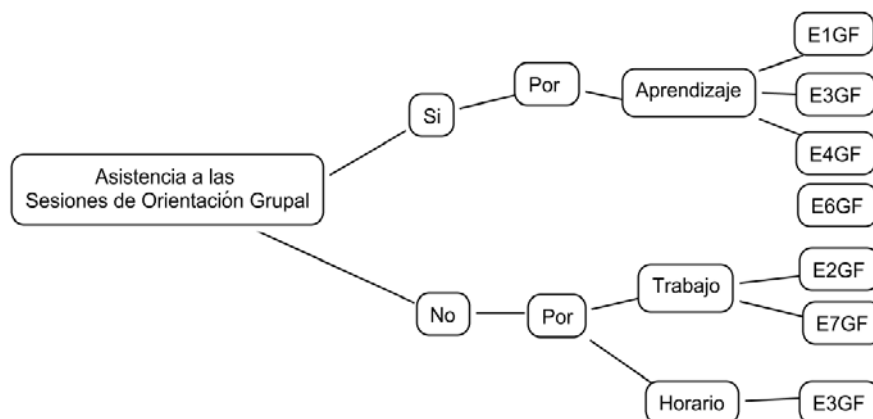 Asistencia a las
Sesiones de Orientación Grupal
Si
Por
Aprendizaje
E1GF
E3GF
E4GF
E6GF
No
Por
Trabajo
E2GF
E7GF
Horario
E3GF